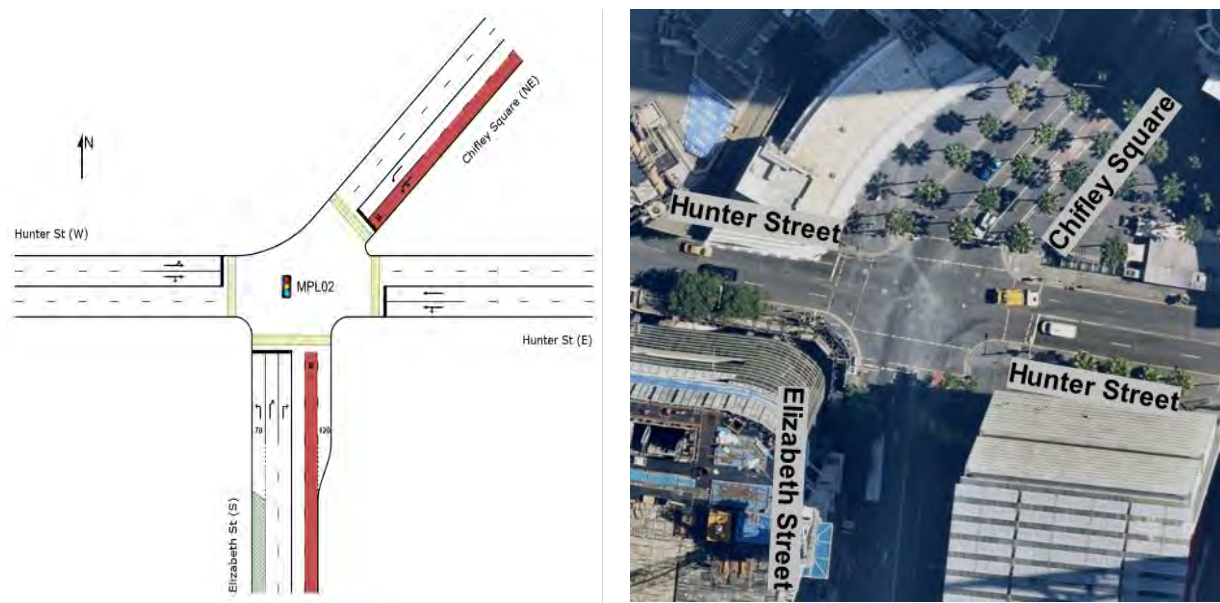 N
Chifley Square (NE)
Hunter St (W)
MPL02
Hunter St (E)
70
120
Elizabeth St (S)
Hunter Street
Chifley Square
Hunter Street
Elizabeth Street